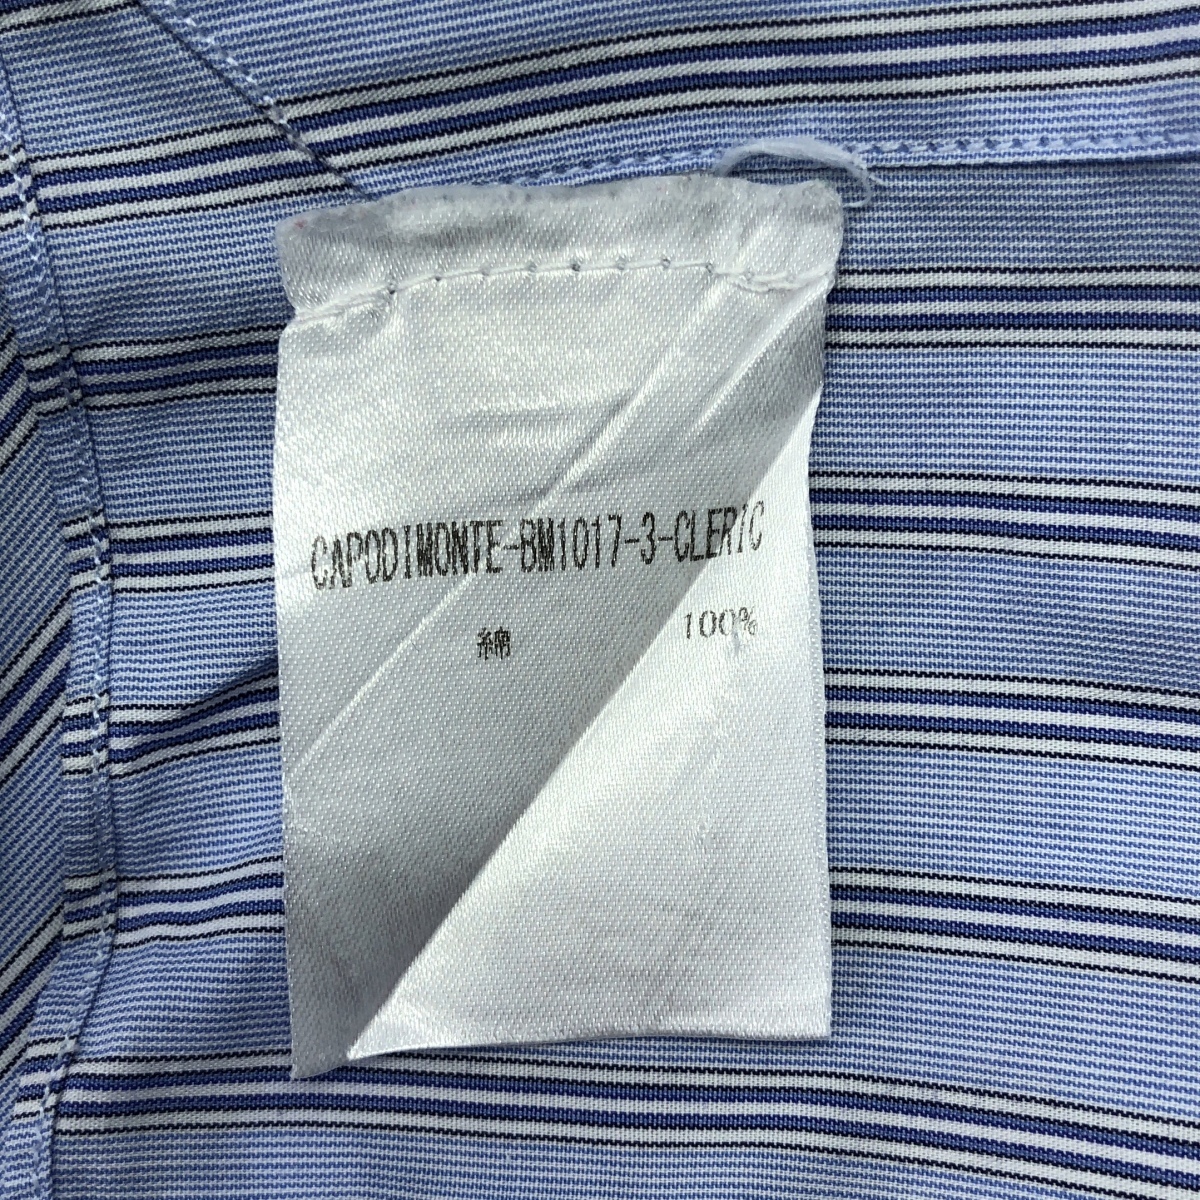 CAPODIMONTE-BM1017-3-CLERIC
綿 100%